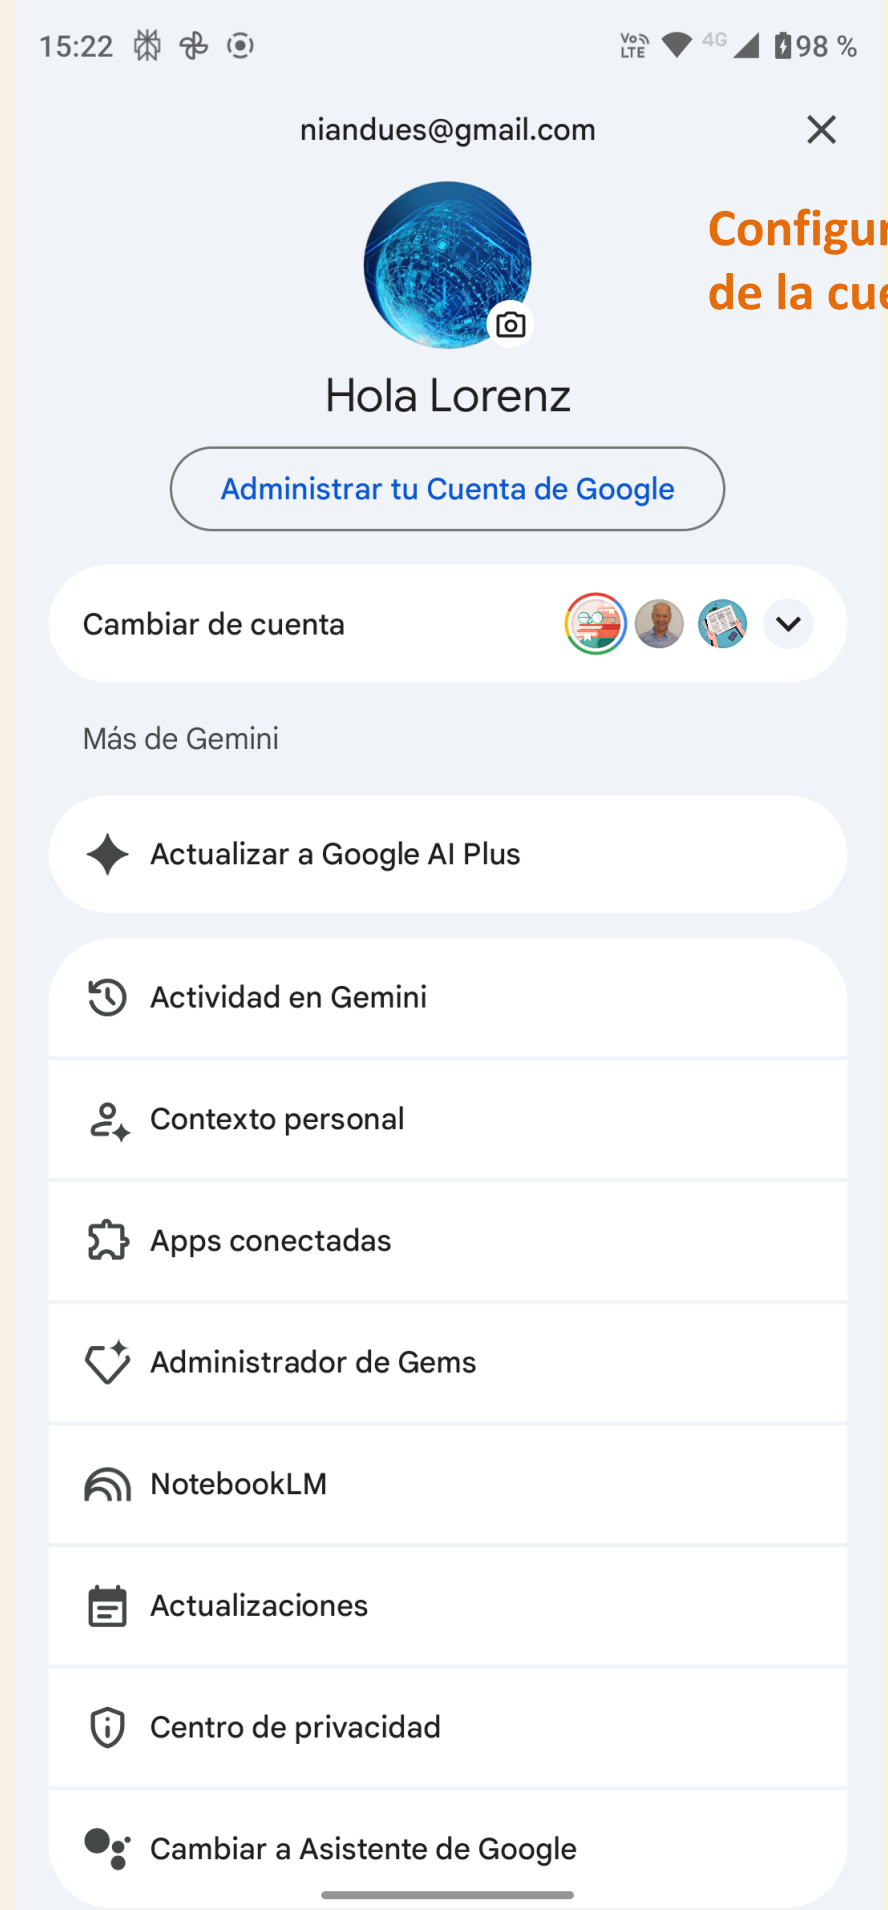 15:22
VoLTE 4G 98 %
niandues@gmail.com
Hola Lorenz
Administrar tu Cuenta de Google
Cambiar de cuenta
Más de Gemini
Actualizar a Google AI Plus
Actividad en Gemini
Contexto personal
Apps conectadas
Administrador de Gems
NotebookLM
Actualizaciones
Centro de privacidad
Cambiar a Asistente de Google
de la